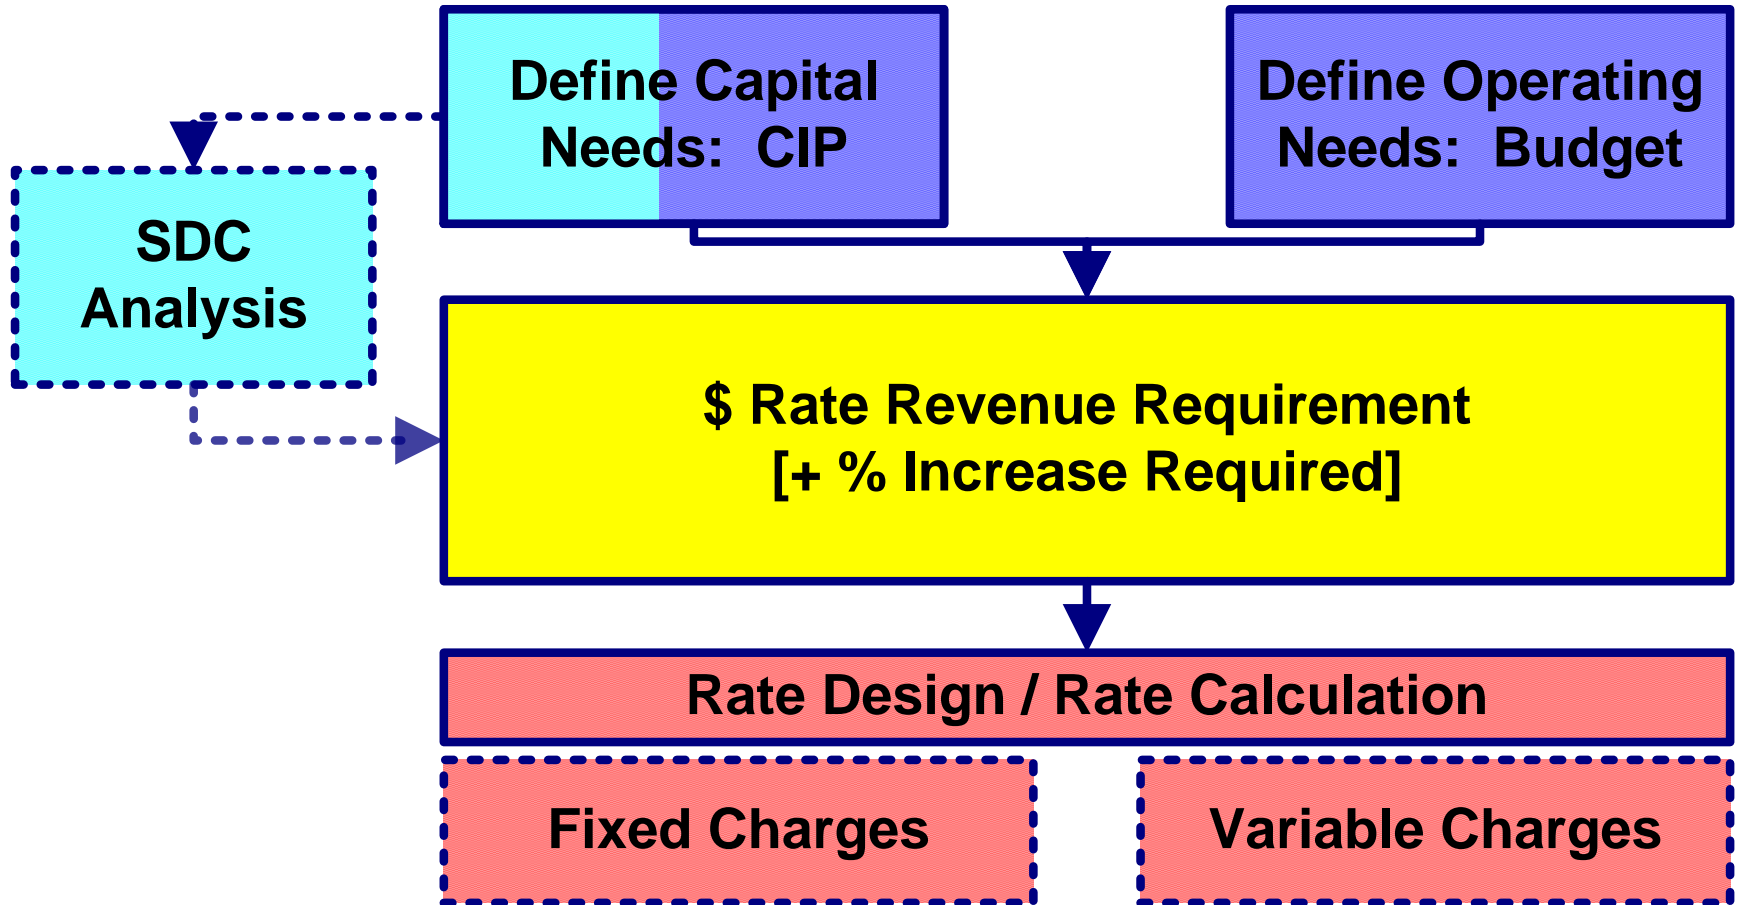 Define Capital
Needs:  CIP
Define Operating
Needs:  Budget
SDC
Analysis
$ Rate Revenue Requirement
[+ % Increase Required]
Rate Design / Rate Calculation
Fixed Charges
Variable Charges